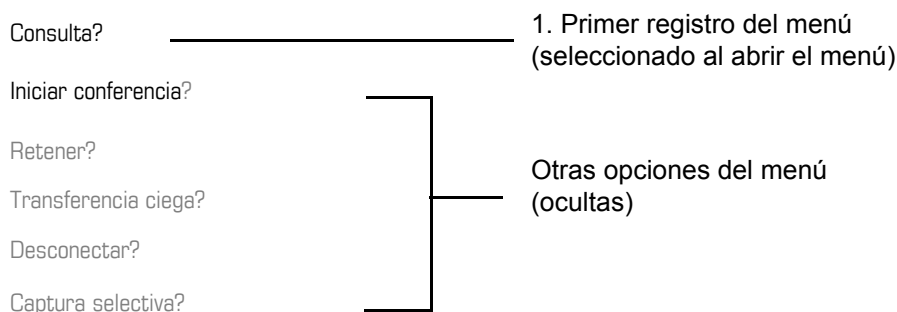 Consulta?
1. Primer registro del menú
(seleccionado al abrir el menú)
Iniciar conferencia?
Retener?
Transferencia ciega?
Desconectar?
Captura selectiva?
Otras opciones del menú
(ocultas)